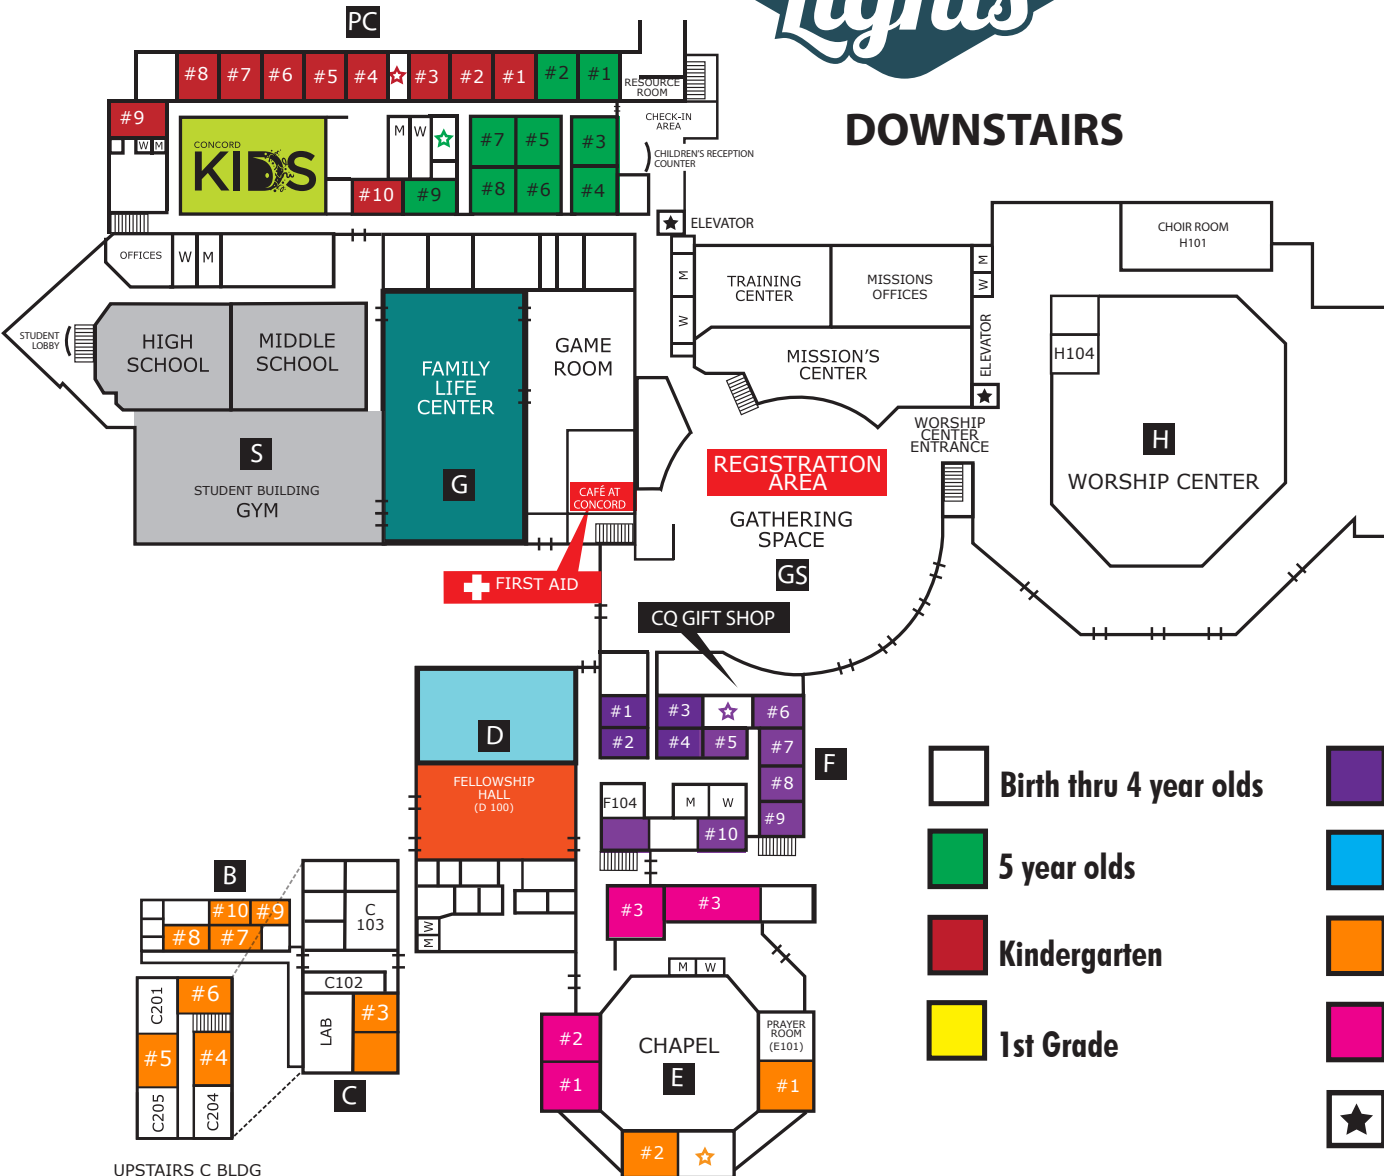 Lights
PC
DOWNSTAIRS
#8 #7 #6 #5 #4 #3 #2 #1 #2 #1
RESOURCE
ROOM
#9
W M
CONCORD
KIDS
M W
#7 #5 #3
#8 #6 #4
#10 #9
CHECK-IN
AREA
CHILDREN'S RECEPTION
COUNTER
ELEVATOR
OFFICES W M
STUDENT
LOBBY
HIGH
SCHOOL
MIDDLE
SCHOOL
S
STUDENT BUILDING
GYM
FAMILY
LIFE
CENTER
G
GAME
ROOM
CAFÉ AT
CONCORD
FIRST AID
M
W
TRAINING
CENTER
MISSIONS
OFFICES
M
W
MISSION'S
CENTER
ELEVATOR
CHOIR ROOM
H101
H104
H
WORSHIP CENTER
WORSHIP
CENTER
ENTRANCE
REGISTRATION
AREA
GATHERING
SPACE
GS
CQ GIFT SHOP
D
FELLOWSHIP
HALL
(D 100)
#1 #3 #6
#2 #4 #5 #7
F
#8
F104 M W
#9
#10
M W
B
#10 #9
#8 #7
C
103
C102
LAB
#3
C
C201
#6
#5 #4
C205
C204
UPSTAIRS C BLDG
#3 #3
M W
#2
#1
CHAPEL
E
PRAYER
ROOM
(E101)
#1
#2
Birth thru 4 year olds
5 year olds
Kindergarten
1st Grade